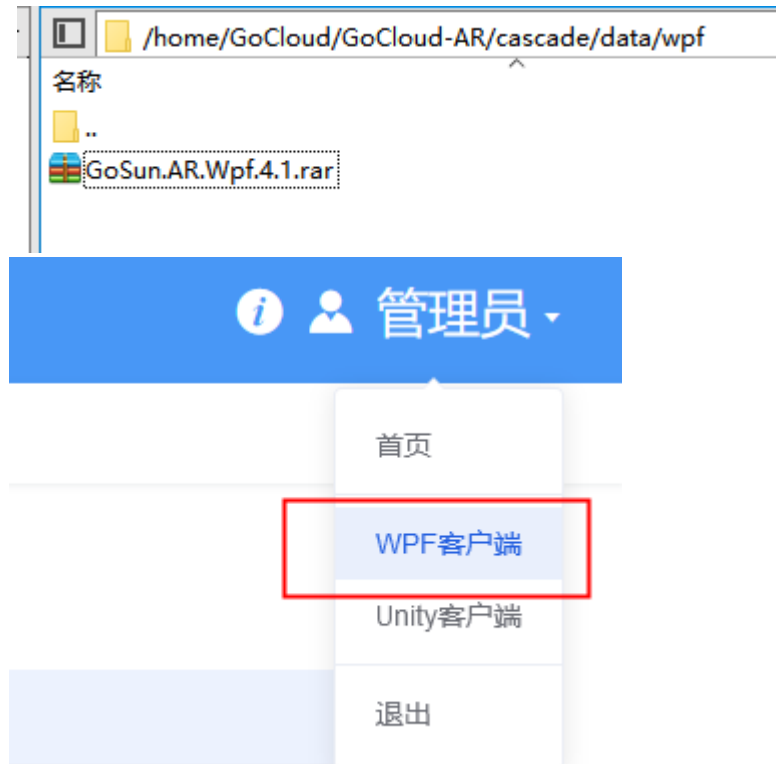 /home/GoCloud/GoCloud-AR/cascade/data/wpf
名称
..
GoSun.AR.Wpf.4.1.rar
i 管理员
首页
WPF客户端
Unity客户端
退出